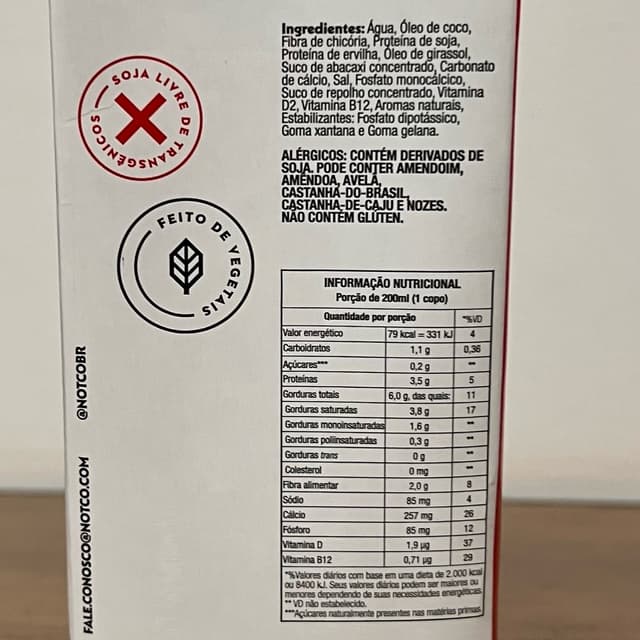 Ingredientes: Água, Óleo de coco,
Fibra de chicória, Proteína de soja,
Proteína de ervilha, Óleo de girassol,
Suco de abacaxi concentrado, Carbonato
de cálcio, Sal, Fosfato monocálcico,
Suco de repolho concentrado, Vitamina
D2, Vitamina B12, Aromas naturais,
Estabilizantes: Fosfato dipotássico,
Goma xantana e Goma gelana.
ALÉRGICOS: CONTÉM DERIVADOS DE
SOJA. PODE CONTER AMENDOIM,
AMÊNDOA, AVELÃ,
CASTANHA-DO-BRASIL,
CASTANHA-DE-CAJU E NOZES.
NÃO CONTÉM GLÚTEN.
SOJA LIVRE DE TRANSGÊNICOS
FEITO DE VEGETAIS
@NOTCOBR
FALE.CONOSCO@NOTCO.COM
INFORMAÇÃO NUTRICIONAL
Porção de 200ml (1 copo)
Quantidade por porção *%VD
Valor energético 79 kcal = 331 kJ 4
Carboidratos 1,1 g 0,36
Açúcares*** 0,2 g **
Proteínas 3,5 g 5
Gorduras totais 6,0 g, das quais: 11
Gorduras saturadas 3,8 g 17
Gorduras monoinsaturadas 1,6 g **
Gorduras poliinsaturadas 0,3 g **
Gorduras trans 0 g **
Colesterol 0 mg **
Fibra alimentar 2,0 g 8
Sódio 85 mg 4
Cálcio 257 mg 26
Fósforo 85 mg 12
Vitamina D 1,9 µg 37
Vitamina B12 0,71 µg 29
*%Valores diários com base em uma dieta de 2.000 kcal
ou 8400 kJ. Seus valores diários podem ser maiores ou
menores dependendo de suas necessidades energéticas.
** VD não estabelecido.
***Açúcares naturalmente presentes nas matérias primas.